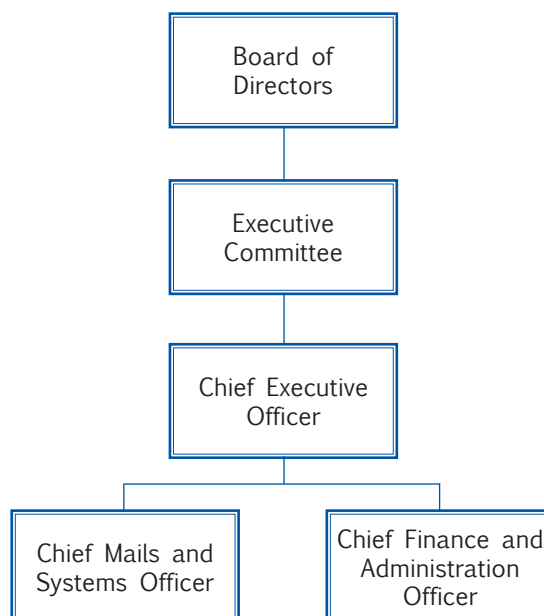 Board of
Directors
Executive
Committee
Chief Executive
Officer
Chief Mails and
Systems Officer
Chief Finance and
Administration
Officer